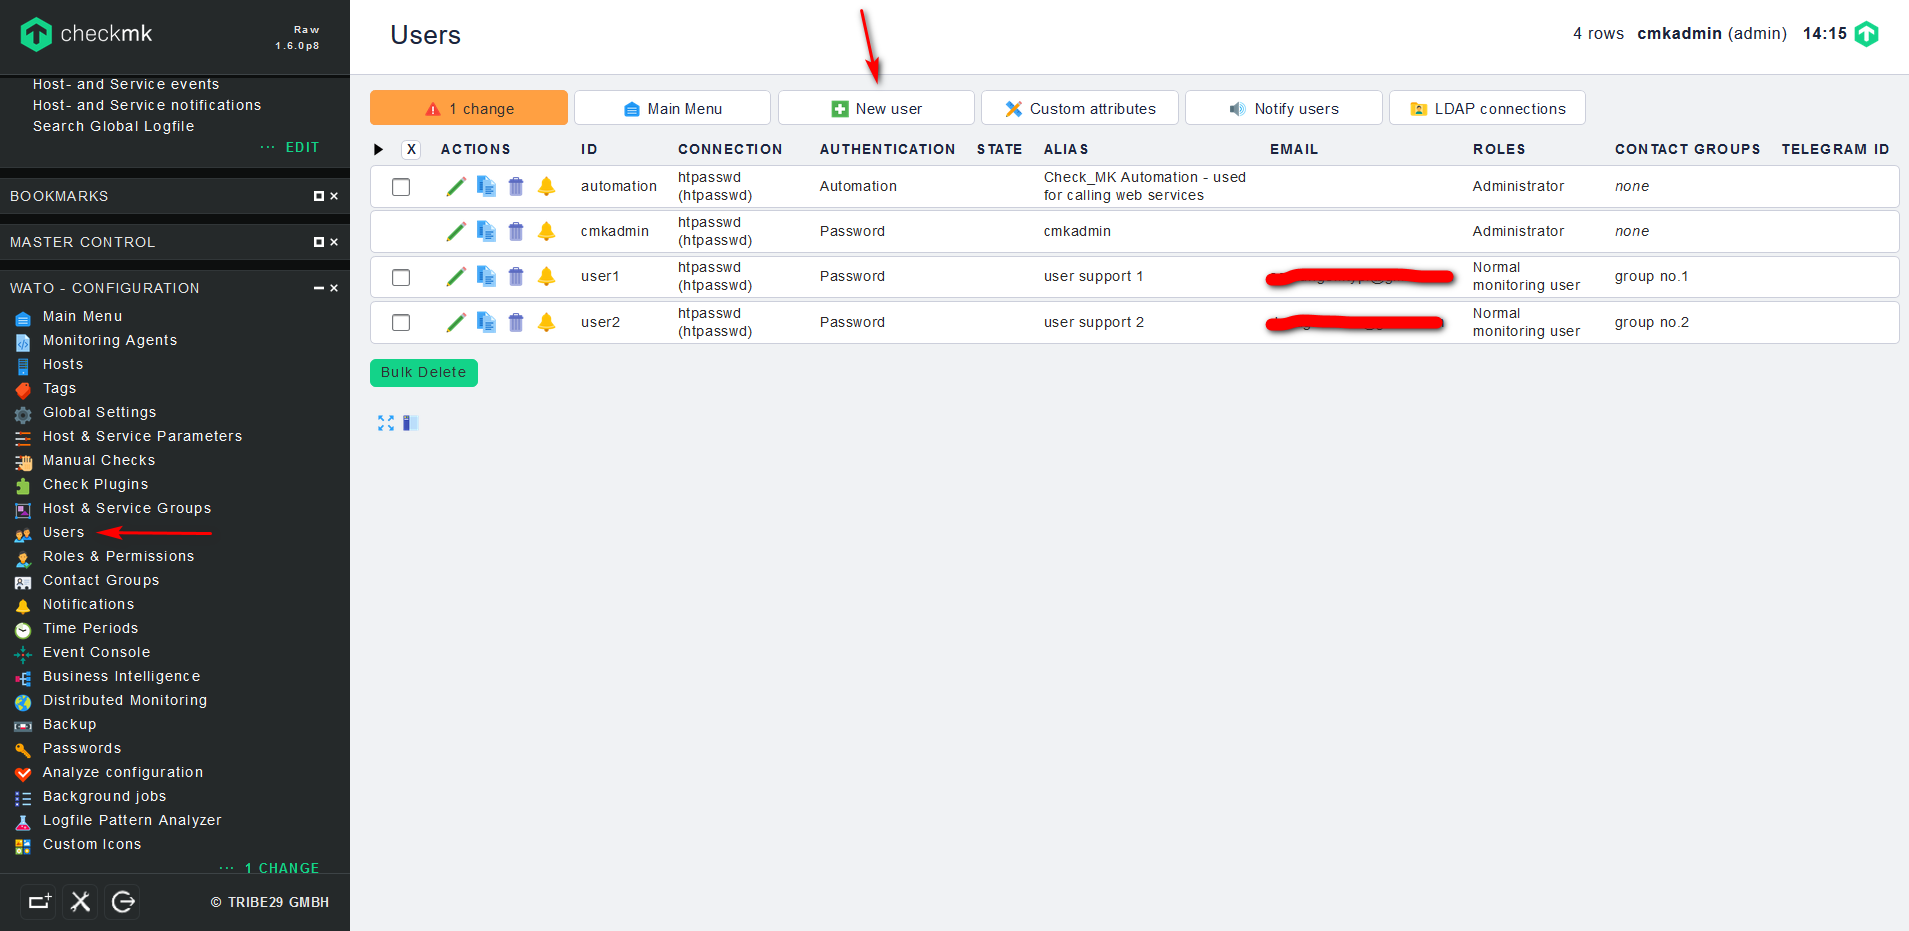 checkmk
Raw
1.6.0p8
Host- and Service events
Host- and Service notifications
Search Global Logfile
··· EDIT
BOOKMARKS
MASTER CONTROL
WATO - CONFIGURATION
Main Menu
Monitoring Agents
Hosts
Tags
Global Settings
Host & Service Parameters
Manual Checks
Check Plugins
Host & Service Groups
Users
Roles & Permissions
Contact Groups
Notifications
Time Periods
Event Console
Business Intelligence
Distributed Monitoring
Backup
Passwords
Analyze configuration
Background jobs
Logfile Pattern Analyzer
Custom Icons
··· 1 CHANGE
© TRIBE29 GMBH
Users
4 rows cmkadmin (admin) 14:15
1 change Main Menu New user Custom attributes Notify users LDAP connections
X ACTIONS ID CONNECTION AUTHENTICATION STATE ALIAS EMAIL ROLES CONTACT GROUPS TELEGRAM ID
automation htpasswd (htpasswd) Automation Check_MK Automation - used for calling web services Administrator none
cmkadmin htpasswd (htpasswd) Password cmkadmin Administrator none
user1 htpasswd (htpasswd) Password user support 1 Normal monitoring user group no.1
user2 htpasswd (htpasswd) Password user support 2 Normal monitoring user group no.2
Bulk Delete